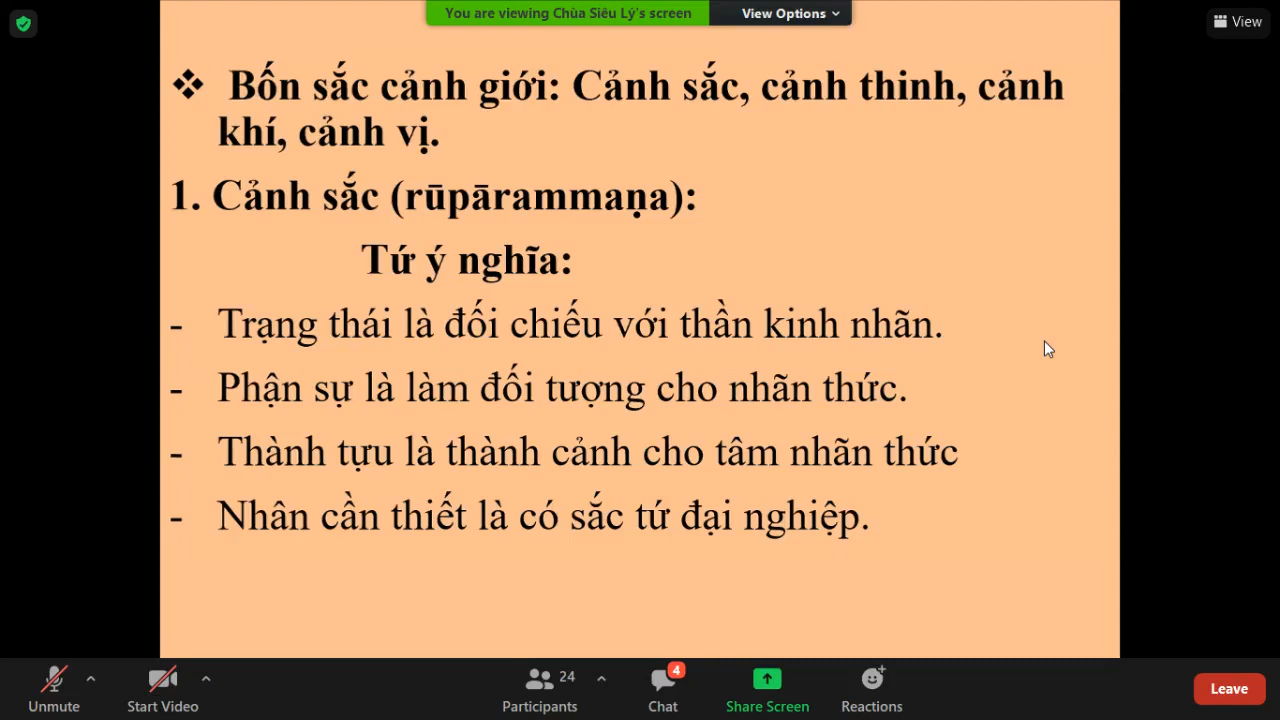 You are viewing Chùa Siêu Lý's screen
View Options
View
❖ Bốn sắc cảnh giới: Cảnh sắc, cảnh thinh, cảnh
khí, cảnh vị.
1. Cảnh sắc (rūpārammaṇa):
Tứ ý nghĩa:
- Trạng thái là đối chiếu với thần kinh nhãn.
- Phận sự là làm đối tượng cho nhãn thức.
- Thành tựu là thành cảnh cho tâm nhãn thức
- Nhân cần thiết là có sắc tứ đại nghiệp.
Unmute
Start Video
24
Participants
4
Chat
Share Screen
Reactions
Leave